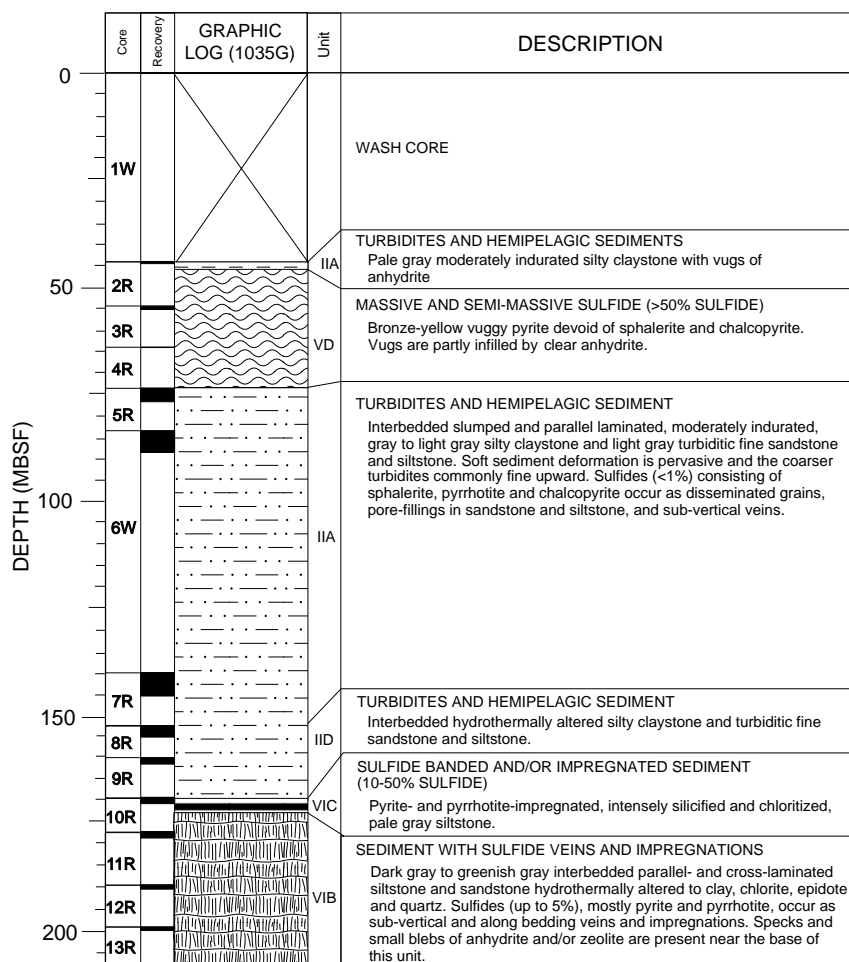 Core
Recovery
GRAPHIC
LOG (1035G)
Unit
DESCRIPTION
DEPTH (MBSF)
0
50
100
150
200
1W
2R
3R
4R
5R
6W
7R
8R
9R
10R
11R
12R
13R
IIA
VD
IIA
IID
VIC
VIB
WASH CORE
TURBIDITES AND HEMIPELAGIC SEDIMENTS
Pale gray moderately indurated silty claystone with vugs of
anhydrite
MASSIVE AND SEMI-MASSIVE SULFIDE (>50% SULFIDE)
Bronze-yellow vuggy pyrite devoid of sphalerite and chalcopyrite.
Vugs are partly infilled by clear anhydrite.
TURBIDITES AND HEMIPELAGIC SEDIMENT
Interbedded slumped and parallel laminated, moderately indurated,
gray to light gray silty claystone and light gray turbiditic fine sandstone
and siltstone. Soft sediment deformation is pervasive and the coarser
turbidites commonly fine upward. Sulfides (<1%) consisting of
sphalerite, pyrrhotite and chalcopyrite occur as disseminated grains,
pore-fillings in sandstone and siltstone, and sub-vertical veins.
TURBIDITES AND HEMIPELAGIC SEDIMENT
Interbedded hydrothermally altered silty claystone and turbiditic fine
sandstone and siltstone.
SULFIDE BANDED AND/OR IMPREGNATED SEDIMENT
(10-50% SULFIDE)
Pyrite- and pyrrhotite-impregnated, intensely silicified and chloritized,
pale gray siltstone.
SEDIMENT WITH SULFIDE VEINS AND IMPREGNATIONS
Dark gray to greenish gray interbedded parallel- and cross-laminated
siltstone and sandstone hydrothermally altered to clay, chlorite, epidote
and quartz. Sulfides (up to 5%), mostly pyrite and pyrrhotite, occur as
sub-vertical and along bedding veins and impregnations. Specks and
small blebs of anhydrite and/or zeolite are present near the base of
this unit.